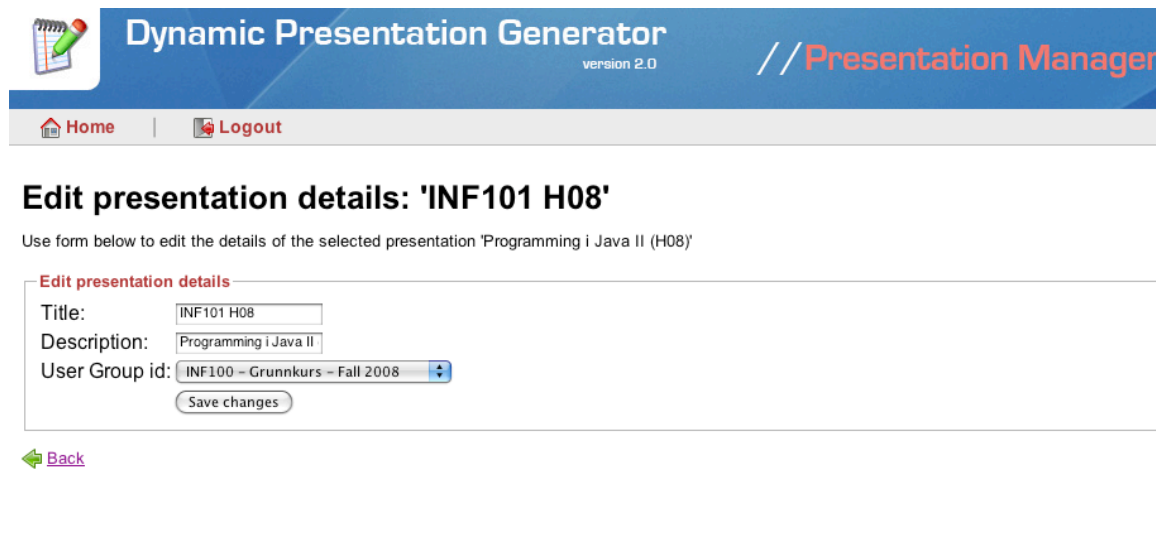 Dynamic Presentation Generator
version 2.0
//Presentation Manager
Home | Logout
Edit presentation details: 'INF101 H08'
Use form below to edit the details of the selected presentation 'Programming i Java II (H08)'
Edit presentation details
Title: INF101 H08
Description: Programming i Java II
User Group id: INF100 – Grunnkurs – Fall 2008
Save changes
Back